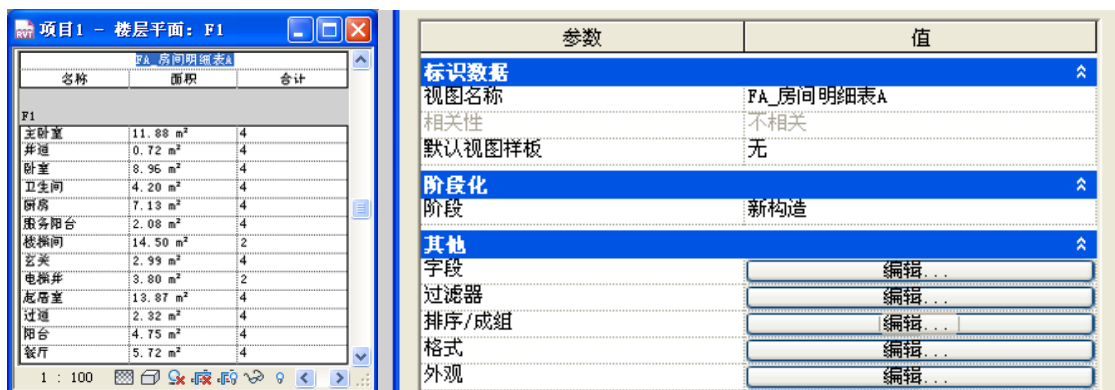 项目1 - 楼层平面: F1
FA_房间明细表A
名称 面积 合计
F1
主卧室 11.88 m² 4
井道 0.72 m² 4
卧室 8.96 m² 4
卫生间 4.20 m² 4
厨房 7.13 m² 4
服务阳台 2.08 m² 4
楼梯间 14.50 m² 2
玄关 2.99 m² 4
电梯井 3.80 m² 2
起居室 13.87 m² 4
过道 2.32 m² 4
阳台 4.75 m² 4
餐厅 5.72 m² 4
1 : 100
参数 值
标识数据
视图名称 FA_房间明细表A
相关性 不相关
默认视图样板 无
阶段化
阶段 新构造
其他
字段 编辑...
过滤器 编辑...
排序/成组 编辑...
格式 编辑...
外观 编辑...